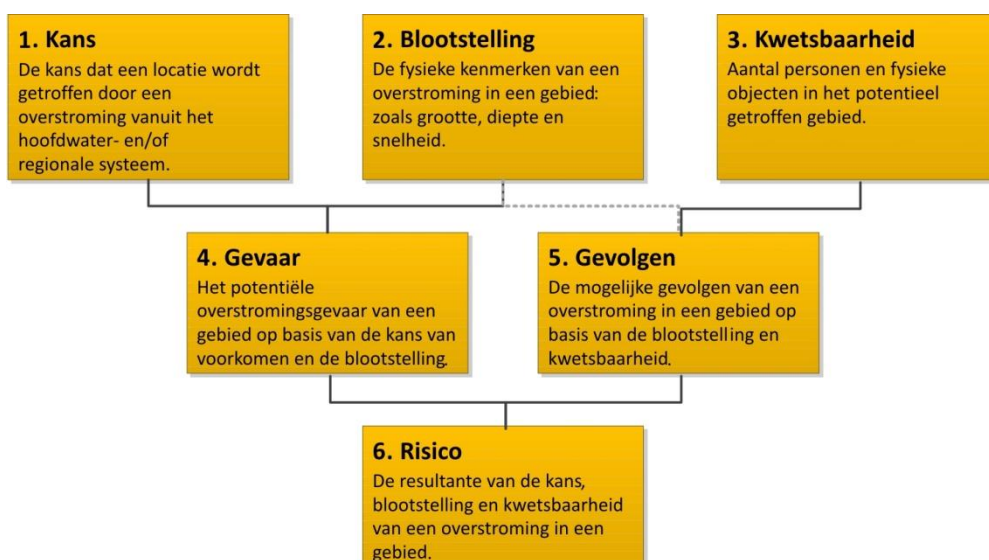 1. Kans
De kans dat een locatie wordt
getroffen door een
overstroming vanuit het
hoofdwater- en/of
regionale systeem.
2. Blootstelling
De fysieke kenmerken van een
overstroming in een gebied:
zoals grootte, diepte en
snelheid.
3. Kwetsbaarheid
Aantal personen en fysieke
objecten in het potentieel
getroffen gebied.
4. Gevaar
Het potentiële
overstromingsgevaar van een
gebied op basis van de kans van
voorkomen en de blootstelling.
5. Gevolgen
De mogelijke gevolgen van een
overstroming in een gebied op
basis van de blootstelling en
kwetsbaarheid.
6. Risico
De resultante van de kans,
blootstelling en kwetsbaarheid
van een overstroming in een
gebied.